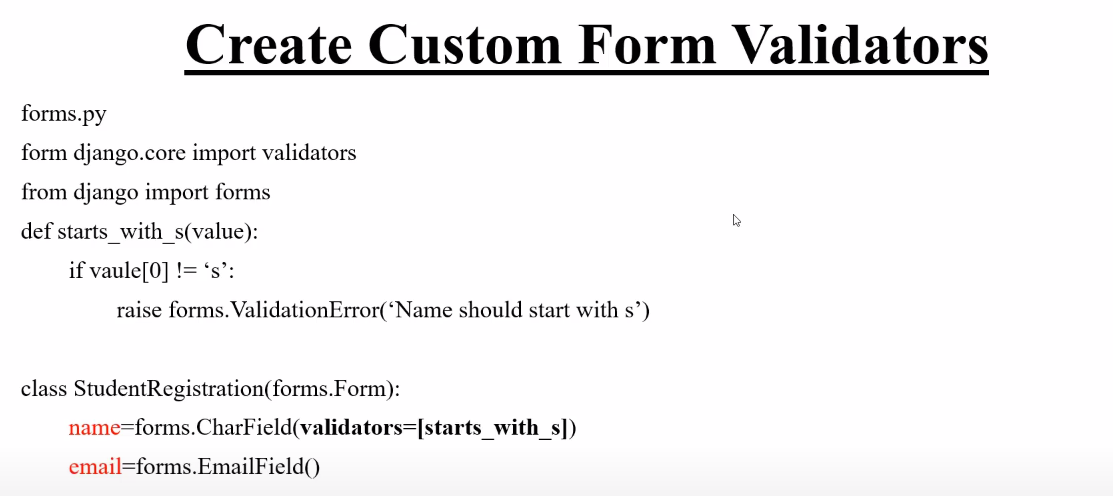 Create Custom Form Validators
forms.py
form django.core import validators
from django import forms
def starts_with_s(value):
if vaule[0] != ‘s’:
raise forms.ValidationError(‘Name should start with s’)
class StudentRegistration(forms.Form):
name=forms.CharField(validators=[starts_with_s])
email=forms.EmailField()